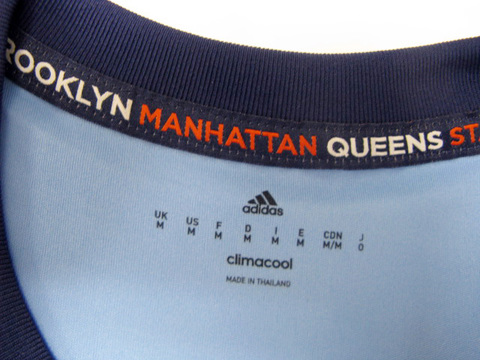 ROOKLYN MANHATTAN QUEENS ST
adidas
UK US F D I E CDN J
M M M M M M M/M O
climacool
MADE IN THAILAND